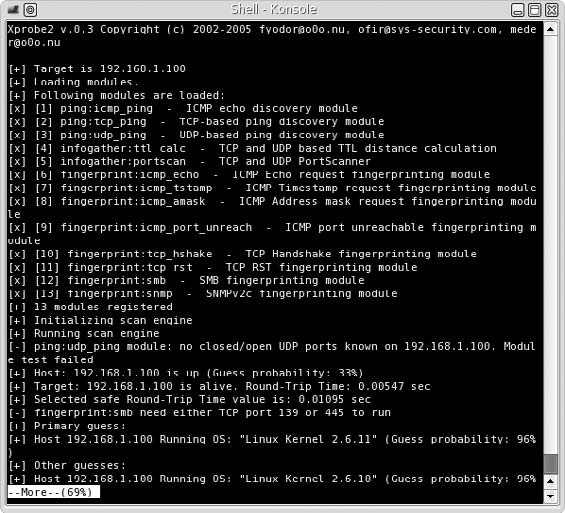 Shell - Konsole
Xprobe2 v.0.3 Copyright (c) 2002-2005 fyodor@o0o.nu, ofir@sys-security.com, mede
r@o0o.nu
[+] Target is 192.168.1.100
[+] Loading modules.
[+] Following modules are loaded:
[x] [1] ping:icmp_ping  -  ICMP echo discovery module
[x] [2] ping:tcp_ping  -  TCP-based ping discovery module
[x] [3] ping:udp_ping  -  UDP-based ping discovery module
[x] [4] infogather:ttl_calc  -  TCP and UDP based TTL distance calculation
[x] [5] infogather:portscan  -  TCP and UDP PortScanner
[x] [6] fingerprint:icmp_echo  -  ICMP Echo request fingerprinting module
[x] [7] fingerprint:icmp_tstamp  -  ICMP Timestamp request fingerprinting module
[x] [8] fingerprint:icmp_amask  -  ICMP Address mask request fingerprinting modu
le
[x] [9] fingerprint:icmp_port_unreach  -  ICMP port unreachable fingerprinting m
odule
[x] [10] fingerprint:tcp_hshake  -  TCP Handshake fingerprinting module
[x] [11] fingerprint:tcp_rst  -  TCP RST fingerprinting module
[x] [12] fingerprint:smb  -  SMB fingerprinting module
[x] [13] fingerprint:snmp  -  SNMPv2c fingerprinting module
[+] 13 modules registered
[+] Initializing scan engine
[+] Running scan engine
[-] ping:udp_ping module: no closed/open UDP ports known on 192.168.1.100. Modul
e test failed
[+] Host: 192.168.1.100 is up (Guess probability: 33%)
[+] Target: 192.168.1.100 is alive. Round-Trip Time: 0.00547 sec
[+] Selected safe Round-Trip Time value is: 0.01095 sec
[-] fingerprint:smb need either TCP port 139 or 445 to run
[+] Primary guess:
[+] Host 192.168.1.100 Running OS: "Linux Kernel 2.6.11" (Guess probability: 96%
)
[+] Other guesses:
[+] Host 192.168.1.100 Running OS: "Linux Kernel 2.6.10" (Guess probability: 96%
--More--(69%)